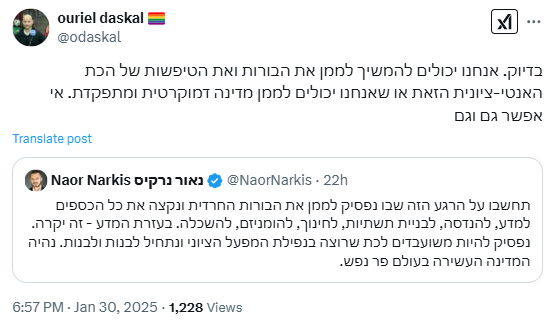 ouriel daskal 🏳️‍🌈
@odaskal
בדיוק. אנחנו יכולים להמשיך לממן את הבורות ואת הטיפשות של הכת
האנטי-ציונית הזאת או שאנחנו יכולים לממן מדינה דמוקרטית ומתפקדת. אי
אפשר גם וגם
Translate post
Naor Narkis נאור נרקיס @NaorNarkis · 22h
תחשבו על הרגע הזה שבו נפסיק לממן את הבורות החרדית ונקצה את כל הכספים
למדע, להנדסה, לבניית תשתיות, לחינוך, להומניזם, להשכלה. בעזרת המדע - זה יקרה.
נפסיק להיות משועבדים לכת שרוצה בנפילת המפעל הציוני ונתחיל לבנות ולבנות. נהיה
המדינה העשירה בעולם פר נפש.
6:57 PM · Jan 30, 2025 · 1,228 Views